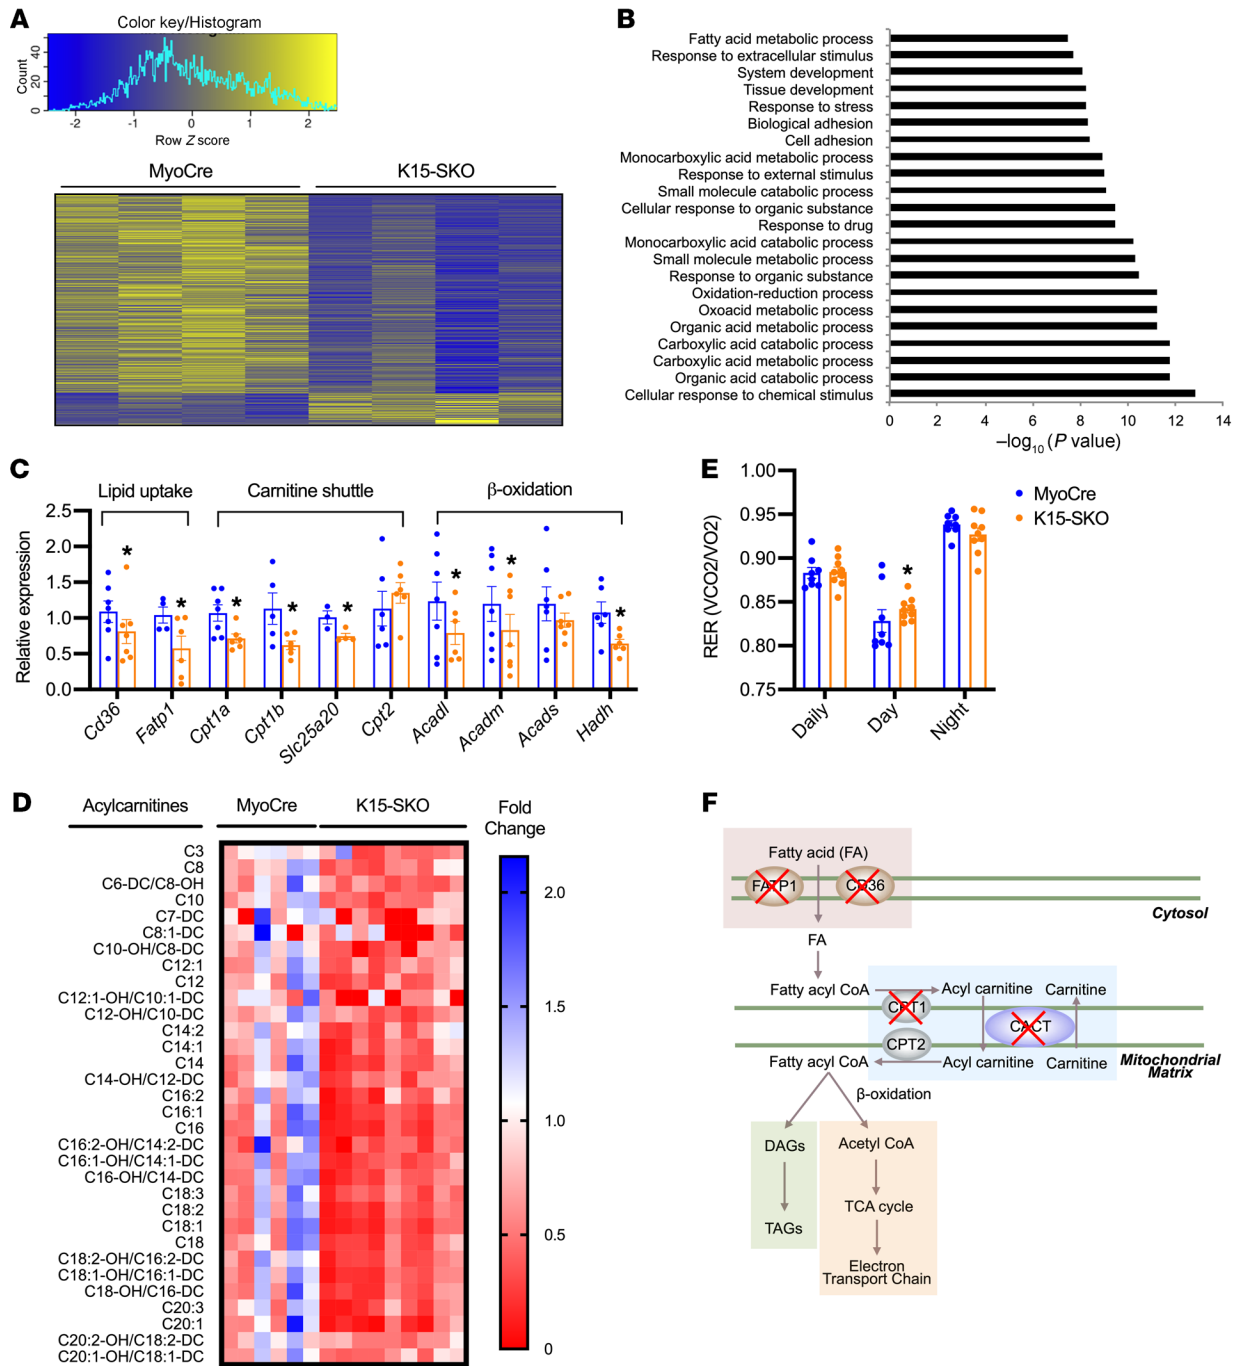 A
Color key/Histogram
Count
40
20
0
-2
-1
0
1
2
Row Z score
MyoCre
K15-SKO
B
Fatty acid metabolic process
Response to extracellular stimulus
System development
Tissue development
Response to stress
Biological adhesion
Cell adhesion
Monocarboxylic acid metabolic process
Response to external stimulus
Small molecule catabolic process
Cellular response to organic substance
Response to drug
Monocarboxylic acid catabolic process
Small molecule metabolic process
Response to organic substance
Oxidation-reduction process
Oxoacid metabolic process
Organic acid metabolic process
Carboxylic acid catabolic process
Carboxylic acid metabolic process
Organic acid catabolic process
Cellular response to chemical stimulus
0 2 4 6 8 10 12 14
–log10 (P value)
C
Lipid uptake
Carnitine shuttle
β-oxidation
Relative expression
2.5
2.0
1.5
1.0
0.5
0.0
* * * * * * * *
Cd36
Fatp1
Cpt1a
Cpt1b
Slc25a20
Cpt2
Acadl
Acadm
Acads
Hadh
E
RER (VCO2/VO2)
1.00
0.95
0.90
0.85
0.80
0.75
*
Daily
Day
Night
MyoCre
K15-SKO
D
Acylcarnitines
MyoCre
K15-SKO
Fold
Change
C3
C8
C6-DC/C8-OH
C10
C7-DC
C8:1-DC
C10-OH/C8-DC
C12:1
C12
C12:1-OH/C10:1-DC
C12-OH/C10-DC
C14:2
C14:1
C14
C14-OH/C12-DC
C16:2
C16:1
C16
C16:2-OH/C14:2-DC
C16:1-OH/C14:1-DC
C16-OH/C14-DC
C18:3
C18:2
C18:1
C18
C18:2-OH/C16:2-DC
C18:1-OH/C16:1-DC
C18-OH/C16-DC
C20:3
C20:1
C20:2-OH/C18:2-DC
C20:1-OH/C18:1-DC
2.0
1.5
1.0
0.5
0
F
Fatty acid (FA)
FATP1
CD36
Cytosol
FA
Fatty acyl CoA
Acyl carnitine
Carnitine
CPT1
CACT
CPT2
Fatty acyl CoA
Acyl carnitine
Carnitine
Mitochondrial
Matrix
β-oxidation
DAGs
Acetyl CoA
TCA cycle
TAGs
Electron
Transport Chain